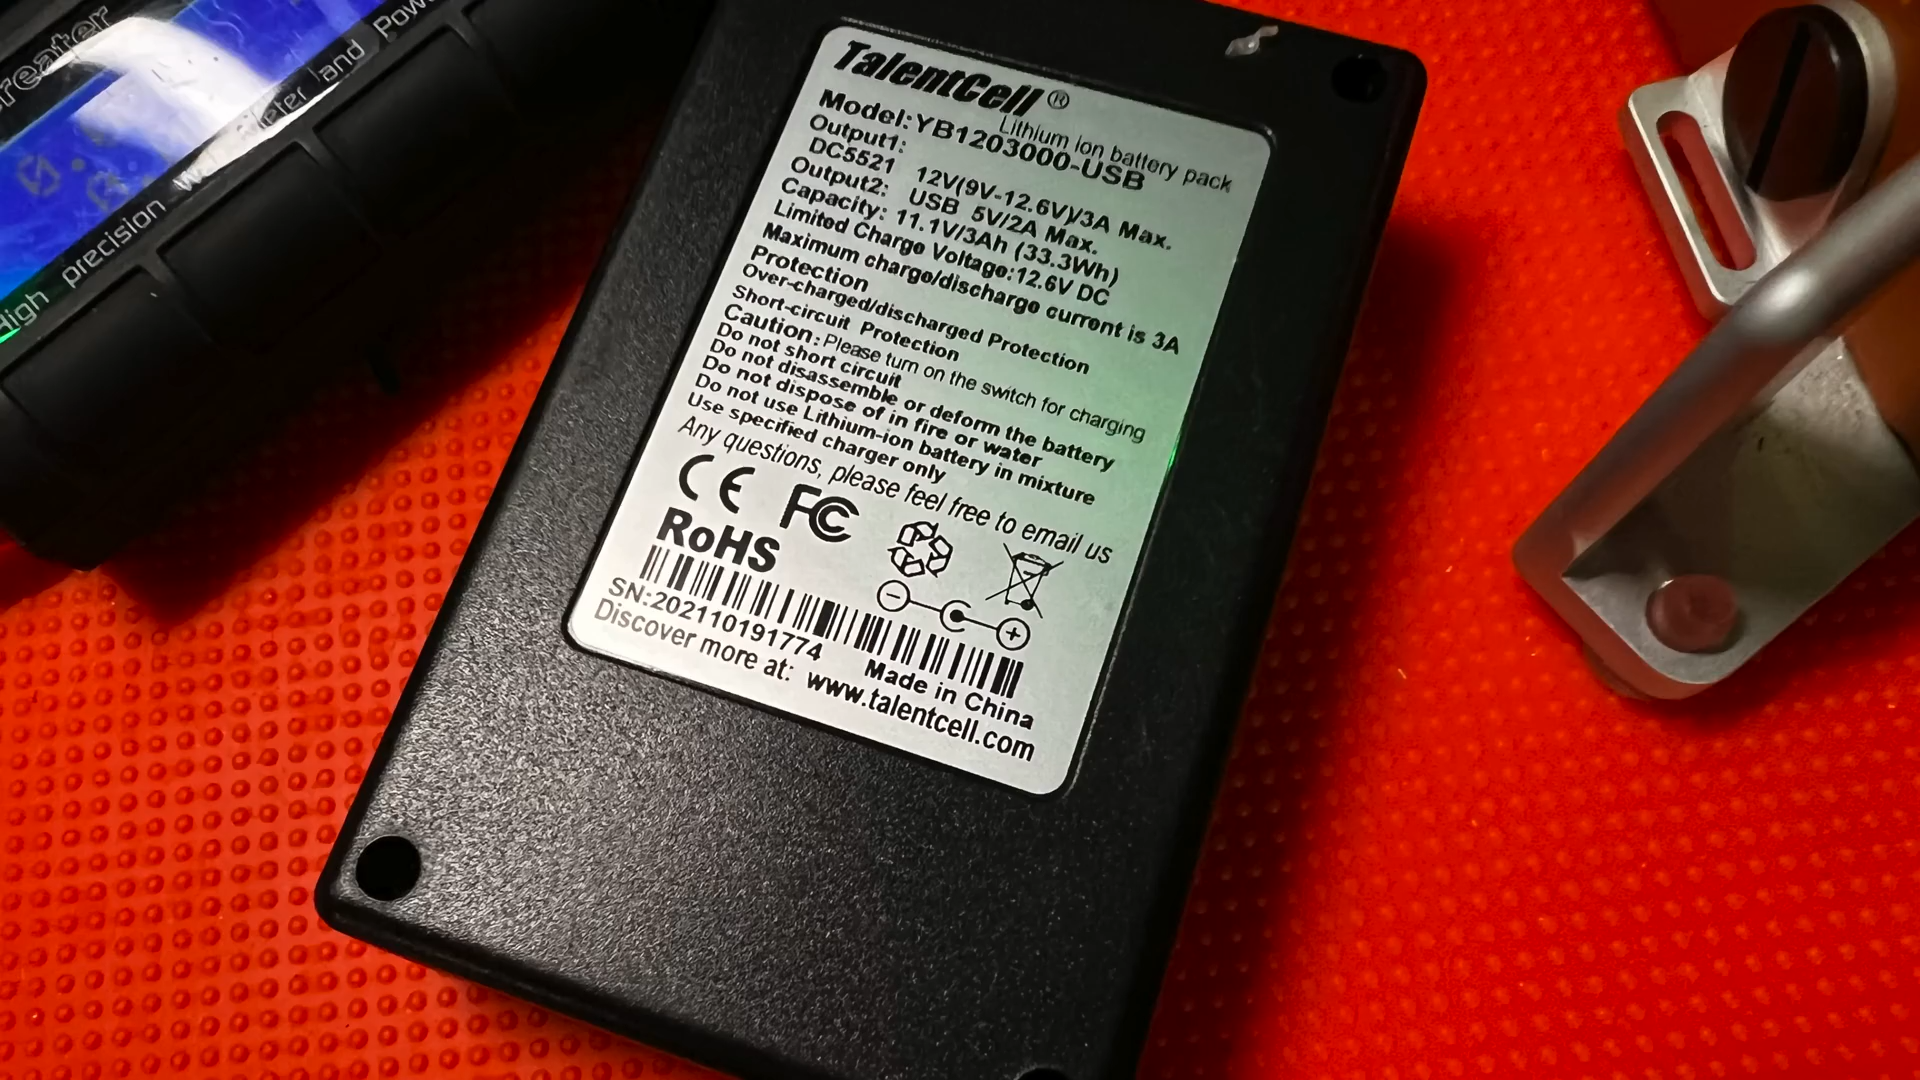 TalentCell®
Lithium ion battery pack
Model:YB1203000-USB
Output1:
DC5521 12V(9V-12.6V)/3A Max.
Output2: USB 5V/2A Max.
Capacity: 11.1V/3Ah (33.3Wh)
Limited Charge Voltage:12.6V DC
Maximum charge/discharge current is 3A
Protection
Over-charged/discharged Protection
Short-circuit Protection
Caution: Please turn on the switch for charging
Do not short circuit
Do not disassemble or deform the battery
Do not dispose of in fire or water
Do not use Lithium-ion battery in mixture
Use specified charger only
Any questions, please feel free to email us
CE FC
RoHS
SN:202110191774
Made in China
Discover more at: www.talentcell.com
High precision and